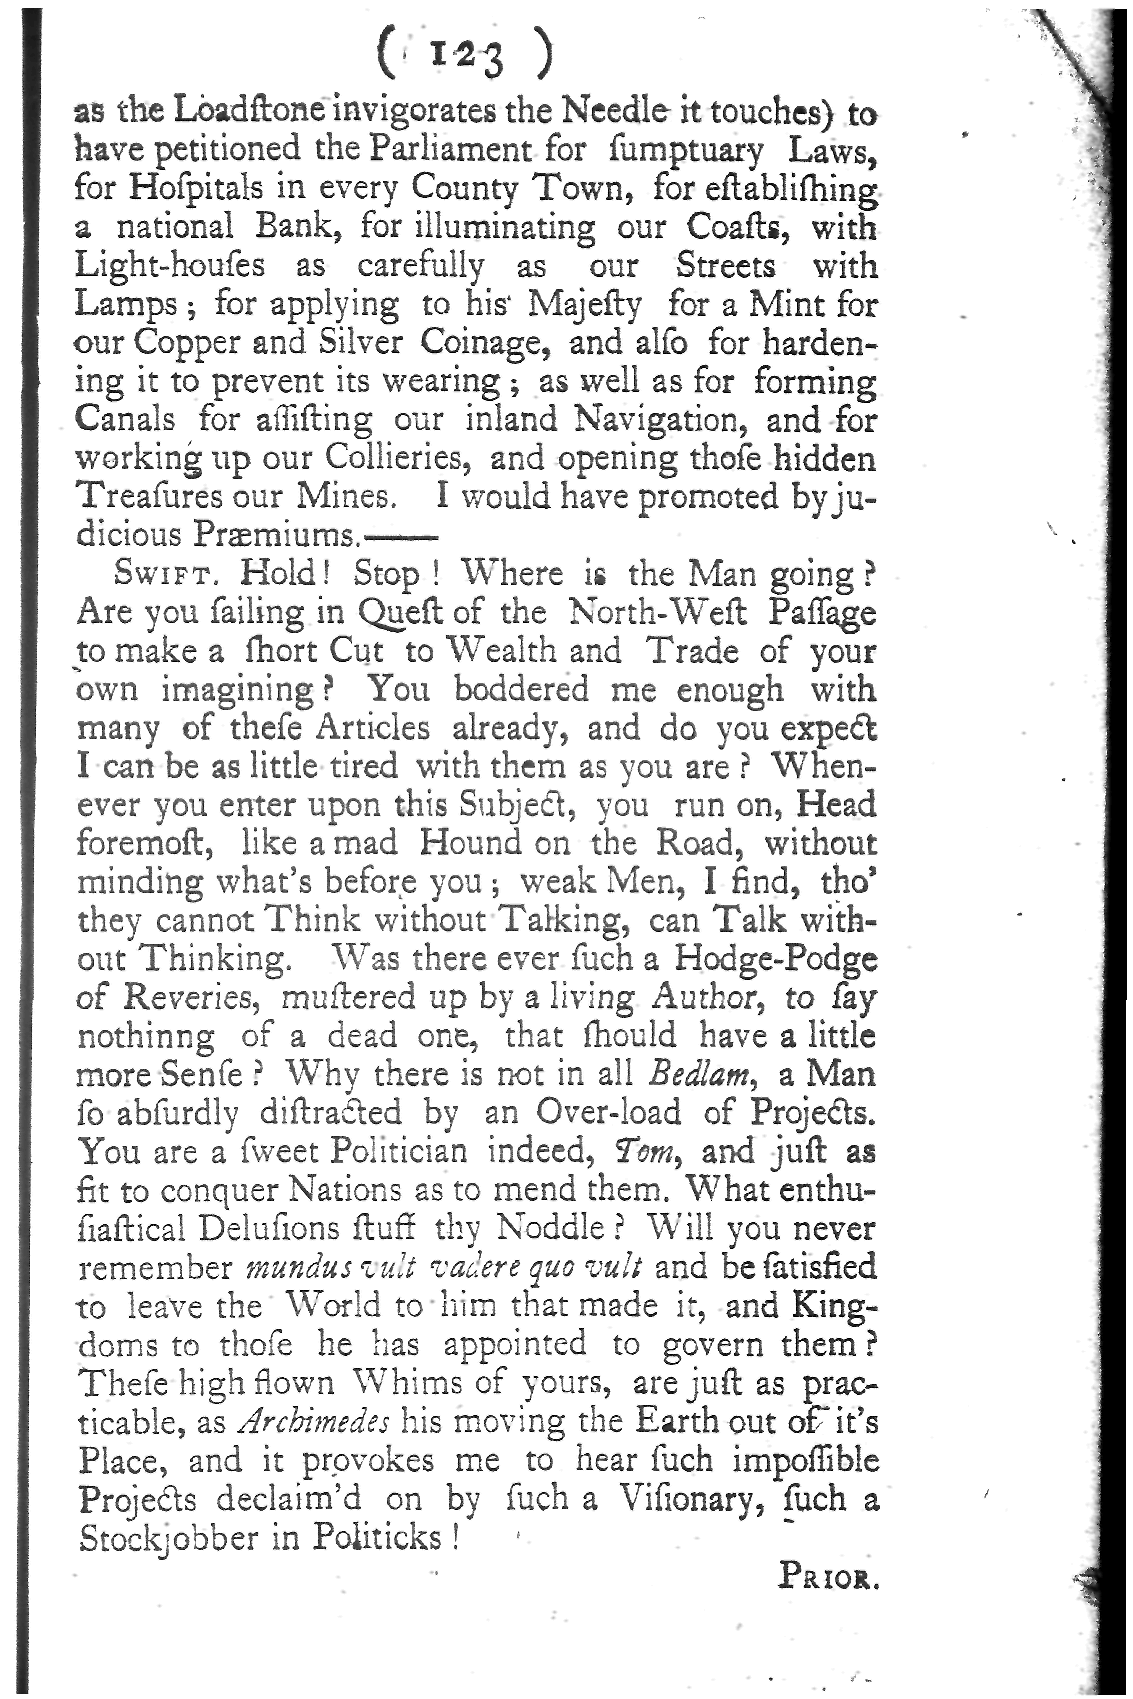 ( 123 )
as the Loadſtone invigorates the Needle it touches) to
have petitioned the Parliament for ſumptuary Laws,
for Hoſpitals in every County Town, for eſtabliſhing
a national Bank, for illuminating our Coaſts, with
Light-houſes as carefully as our Streets with
Lamps; for applying to his Majeſty for a Mint for
our Copper and Silver Coinage, and alſo for harden-
ing it to prevent its wearing; as well as for forming
Canals for aſſiſting our inland Navigation, and for
working up our Collieries, and opening thoſe hidden
Treaſures our Mines. I would have promoted by ju-
dicious Præmiums.——
SWIFT. Hold! Stop! Where is the Man going?
Are you ſailing in Queſt of the North-Weſt Paſſage
to make a ſhort Cut to Wealth and Trade of your
own imagining? You boddered me enough with
many of theſe Articles already, and do you expect
I can be as little tired with them as you are? When-
ever you enter upon this Subject, you run on, Head
foremoſt, like a mad Hound on the Road, without
minding what's before you; weak Men, I find, tho'
they cannot Think without Talking, can Talk with-
out Thinking. Was there ever ſuch a Hodge-Podge
of Reveries, muſtered up by a living Author, to ſay
nothinng of a dead one, that ſhould have a little
more Senſe? Why there is not in all Bedlam, a Man
ſo abſurdly diſtracted by an Over-load of Projects.
You are a ſweet Politician indeed, Tom, and juſt as
fit to conquer Nations as to mend them. What enthu-
ſiaſtical Deluſions ſtuff thy Noddle? Will you never
remember mundus vult vadere quo vult and be ſatisfied
to leave the World to him that made it, and King-
doms to thoſe he has appointed to govern them?
Theſe high flown Whims of yours, are juſt as prac-
ticable, as Archimedes his moving the Earth out of it's
Place, and it provokes me to hear ſuch impoſſible
Projects declaim'd on by ſuch a Viſionary, ſuch a
Stockjobber in Politicks!
PRIOR.